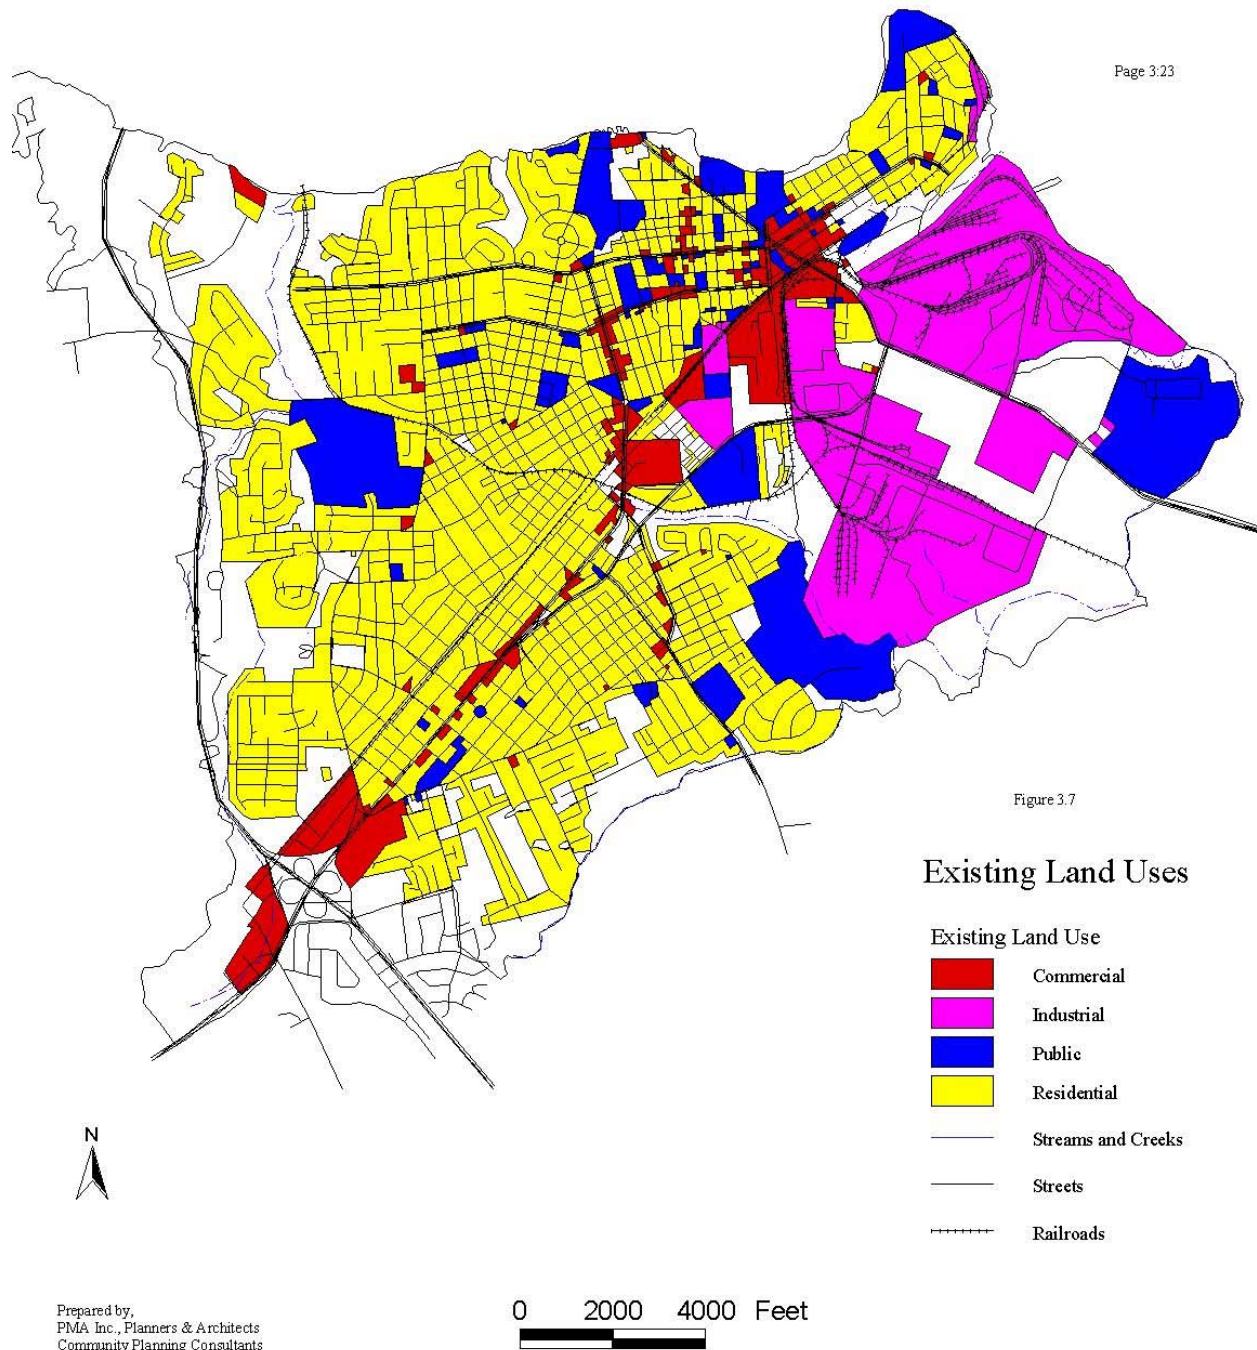 Page 3:23
Figure 3.7
Existing Land Uses
Existing Land Use
Commercial
Industrial
Public
Residential
Streams and Creeks
Streets
Railroads
N
0 2000 4000 Feet
Prepared by,
PMA Inc., Planners & Architects
Community Planning Consultants